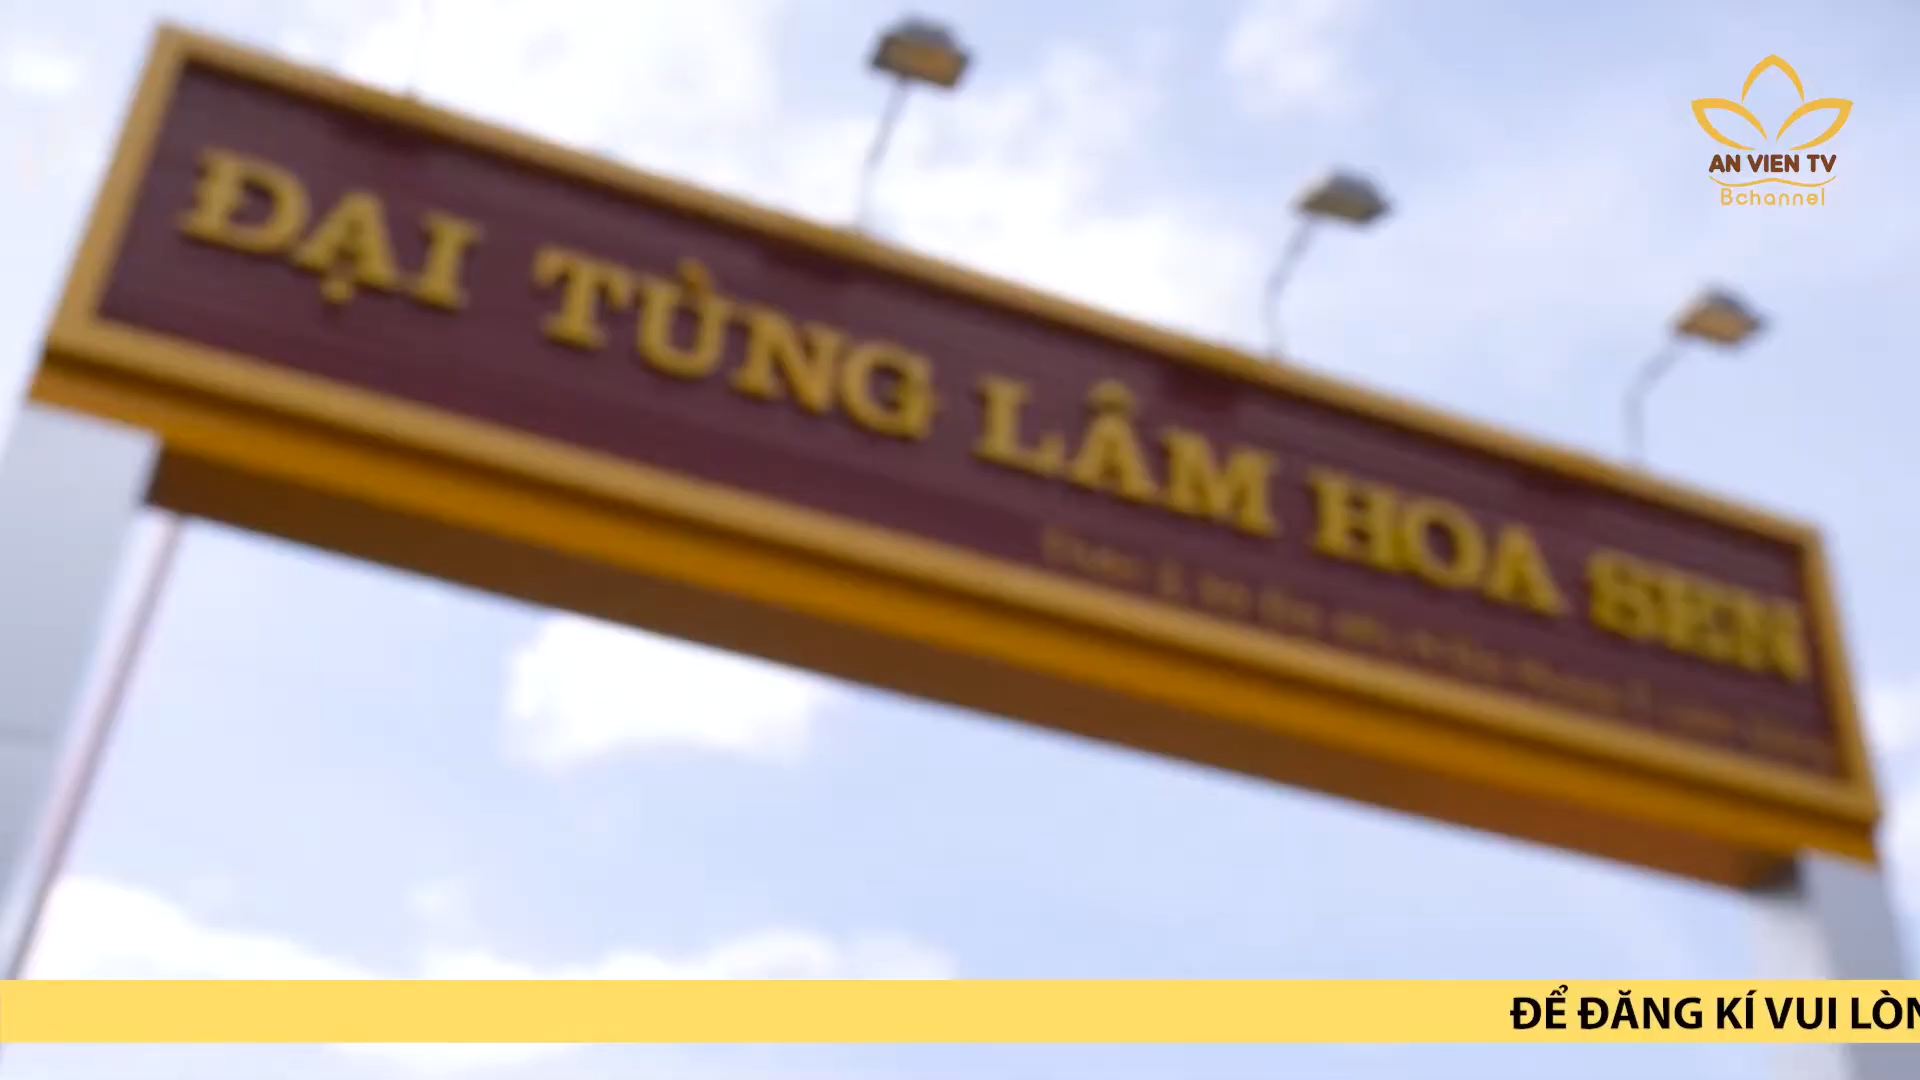 AN VIEN TV
Bchannel
ĐẠI TÙNG LÂM HOA SEN
ĐỂ ĐĂNG KÍ VUI LÒN